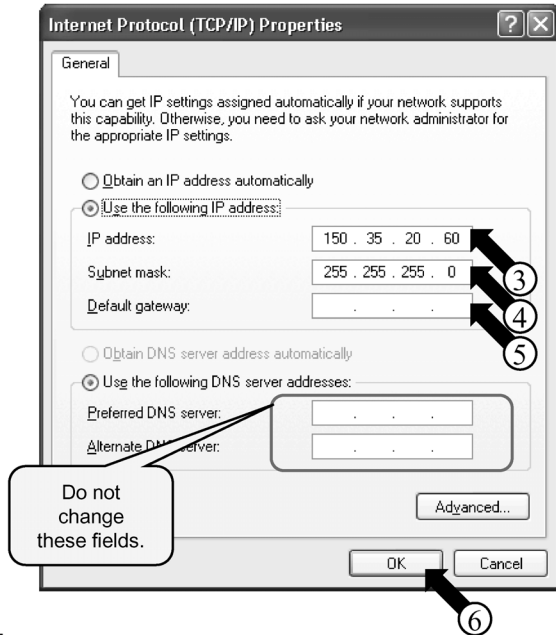 Internet Protocol (TCP/IP) Properties
General
You can get IP settings assigned automatically if your network supports
this capability. Otherwise, you need to ask your network administrator for
the appropriate IP settings.
Obtain an IP address automatically
Use the following IP address:
IP address: 150 . 35 . 20 . 60
3
Subnet mask: 255 . 255 . 255 . 0
4
Default gateway: . . .
5
Obtain DNS server address automatically
Use the following DNS server addresses:
Preferred DNS server: . . .
Alternate DNS server: . . .
Do not
change
these fields.
Advanced...
OK Cancel
6